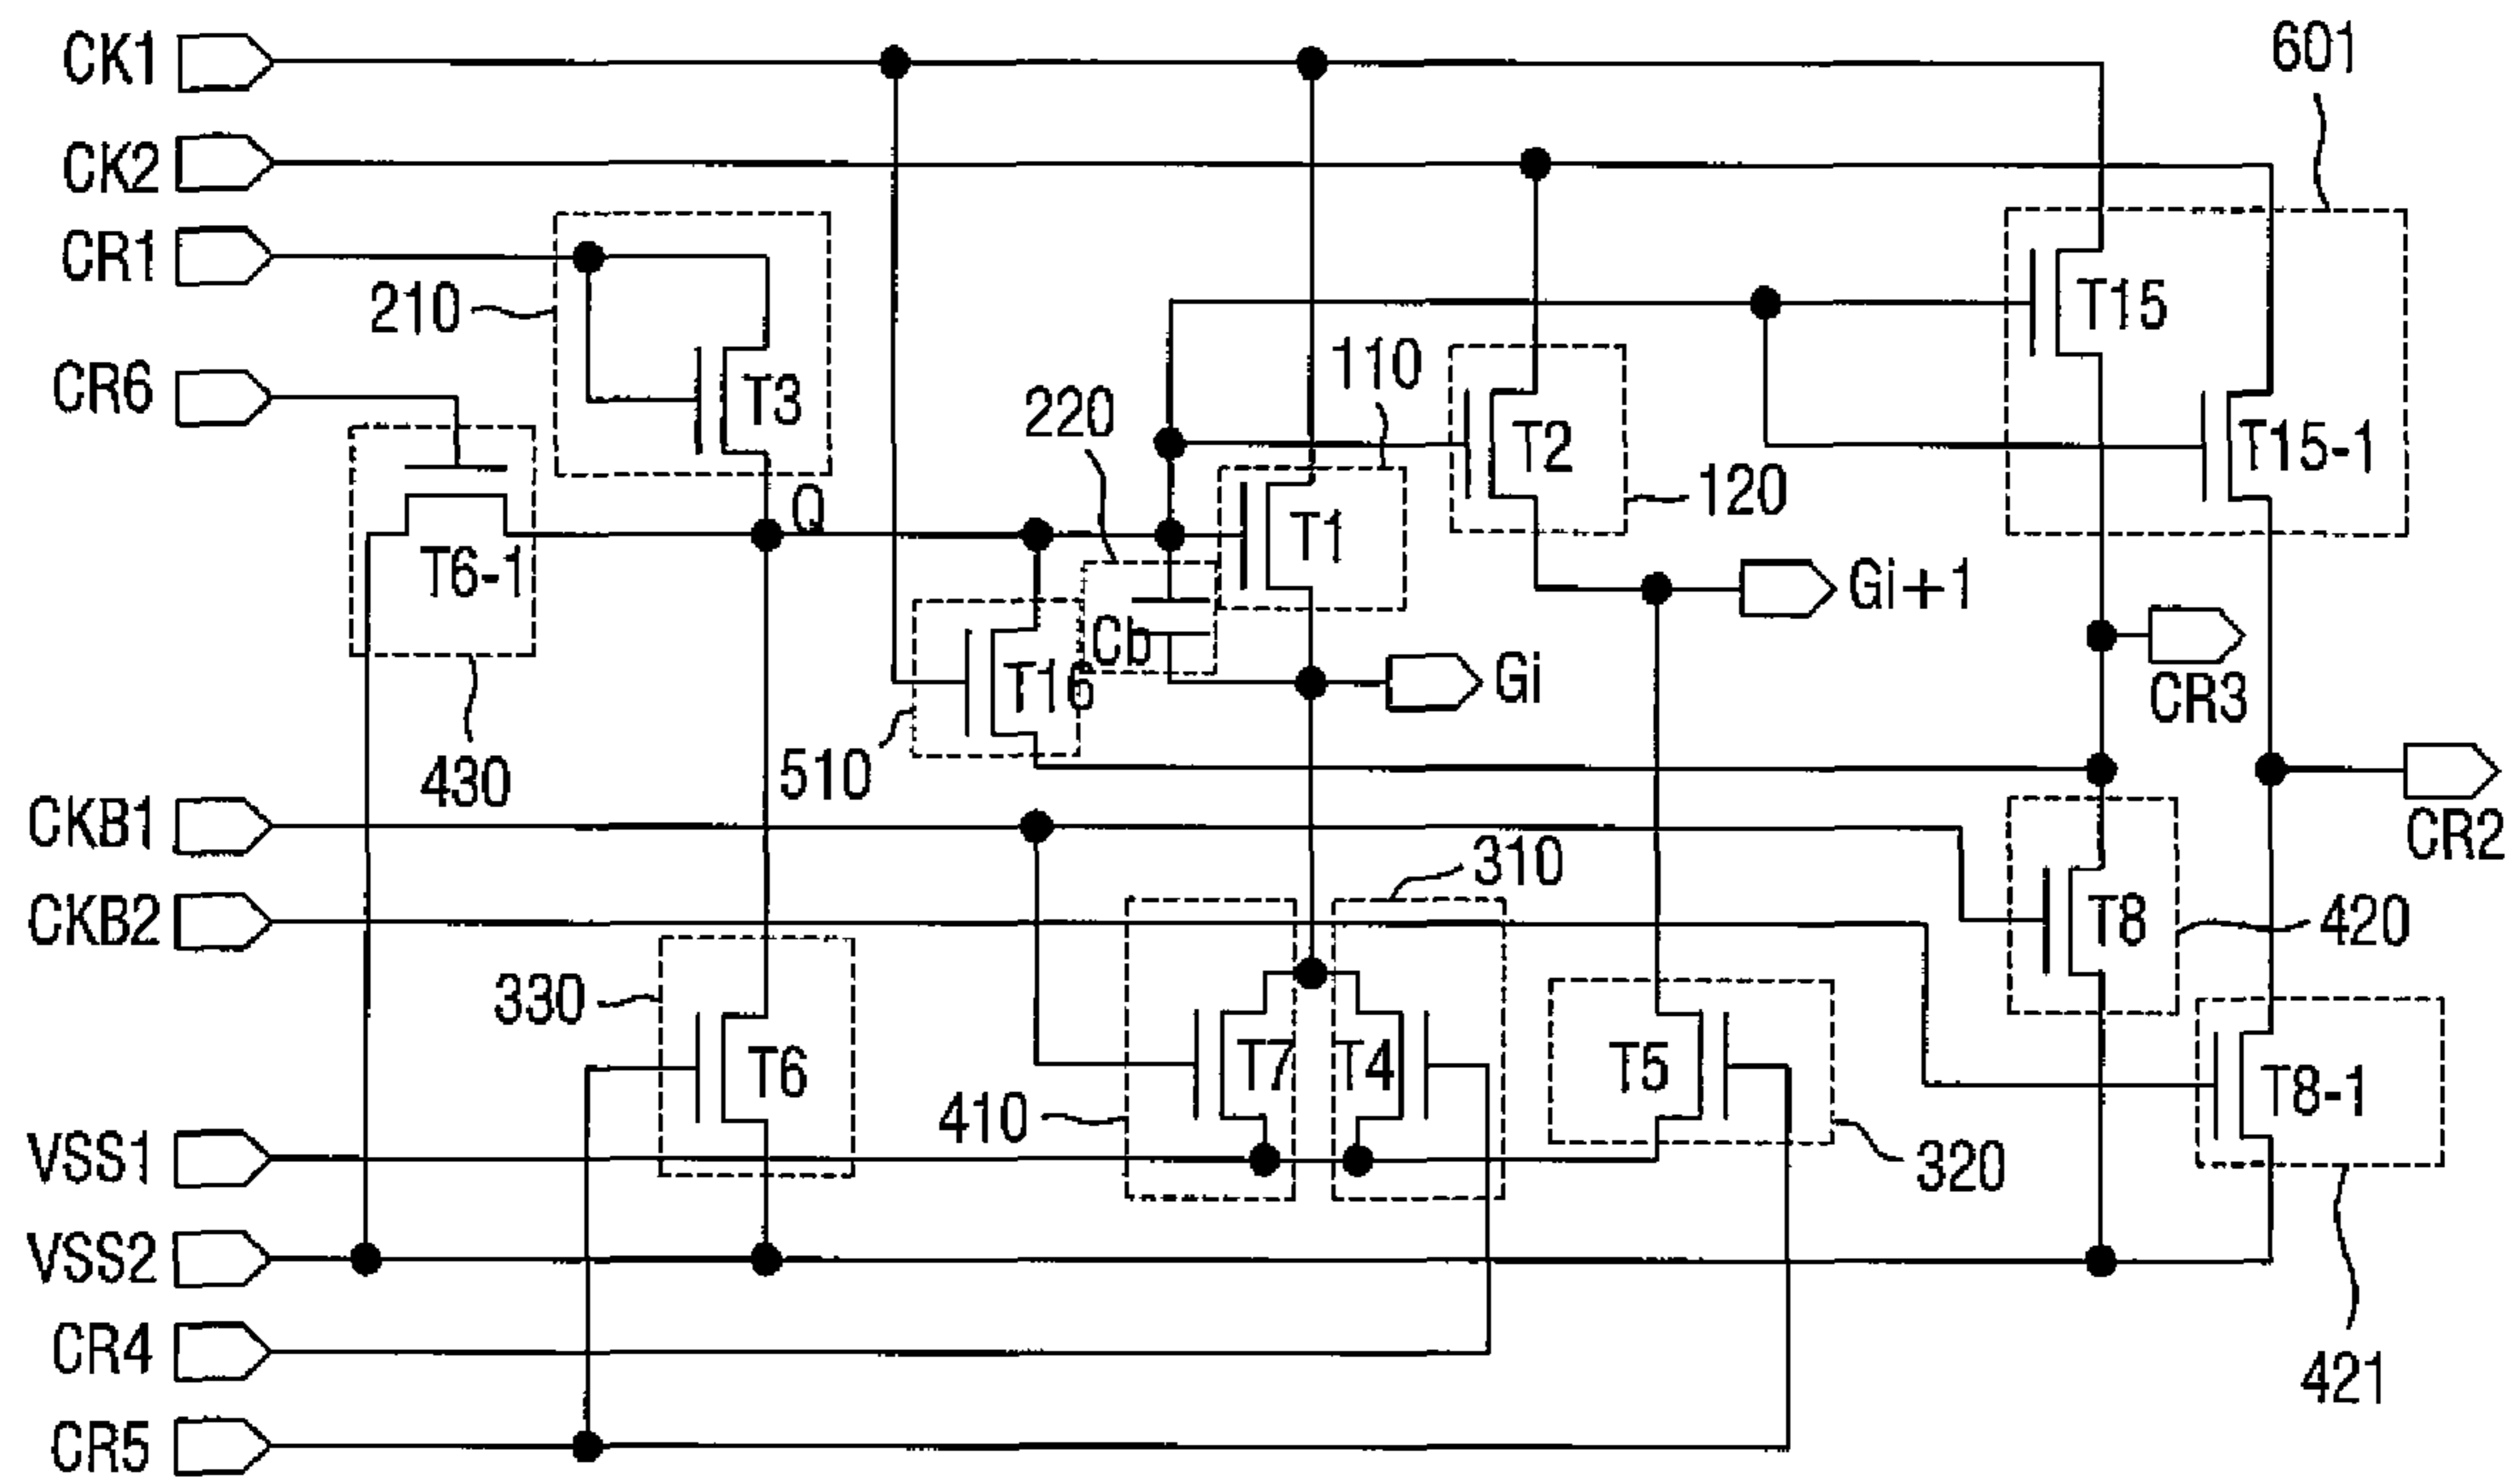 CK1
601
CK2
CR1
210
T15
110
CR6
T3
220
T2
T15-1
120
Q
T1
T6-1
Gi+1
Cb
T16
Gi
CR3
430
510
CKB1
CR2
310
CKB2
T8
420
330
T6
T7
T4
T5
T8-1
410
VSS1
320
VSS2
CR4
421
CR5